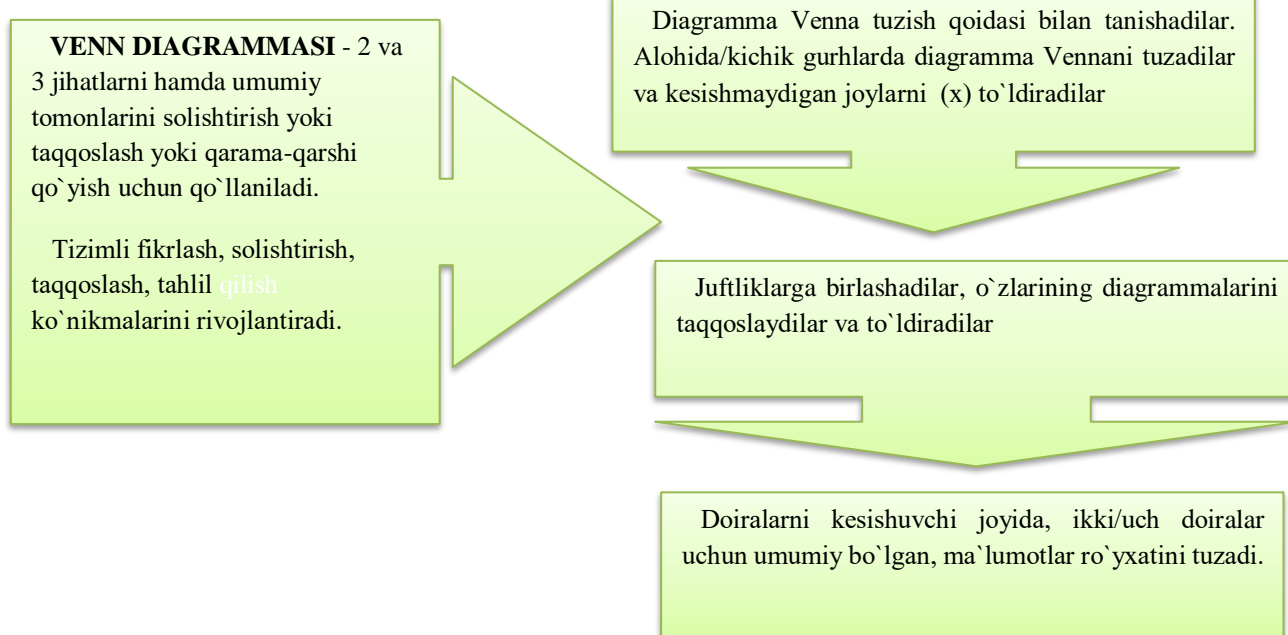 VENN DIAGRAMMASI - 2 va
3 jihatlarni hamda umumiy
tomonlarini solishtirish yoki
taqqoslash yoki qarama-qarshi
qo`yish uchun qo`llaniladi.
Tizimli fikrlash, solishtirish,
taqqoslash, tahlil qilish
ko`nikmalarini rivojlantiradi.
Diagramma Venna tuzish qoidasi bilan tanishadilar.
Alohida/kichik gurhlarda diagramma Vennani tuzadilar
va kesishmaydigan joylarni (x) to`ldiradilar
Juftliklarga birlashadilar, o`zlarining diagrammalarini
taqqoslaydilar va to`ldiradilar
Doiralarni kesishuvchi joyida, ikki/uch doiralar
uchun umumiy bo`lgan, ma`lumotlar ro`yxatini tuzadi.